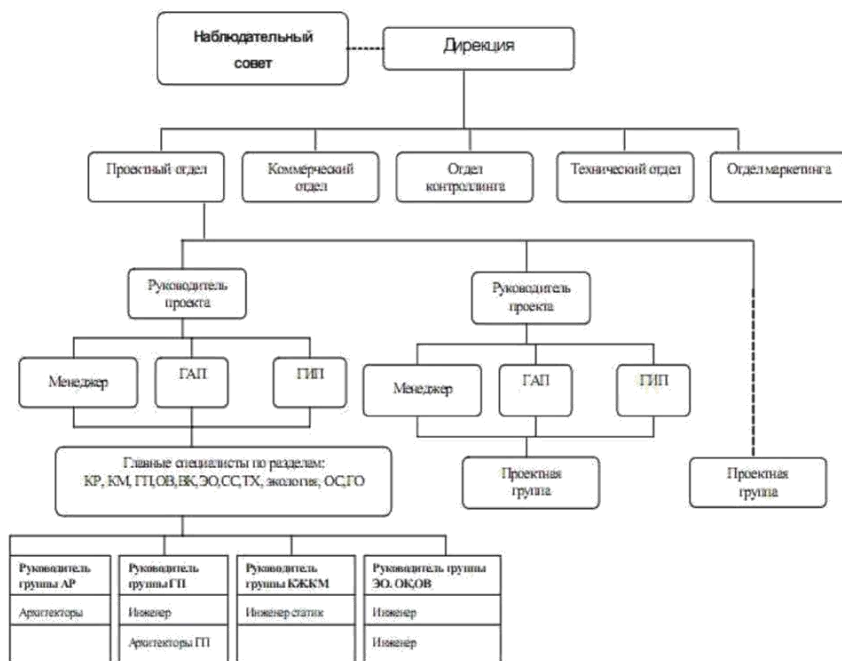 Наблюдательный
совет
Дирекция
Проектный отдел
Коммерческий
отдел
Отдел
контроллинга
Технический отдел
Отдел маркетинга
Руководитель
проекта
Руководитель
проекта
Менеджер
ГАП
ГИП
Менеджер
ГАП
ГИП
Главные специалисты по разделам:
КР, КМ, ГП,ОВ,ВК,ЭО,СС,ТХ, экология, ОС,ГО
Проектная
группа
Проектная
группа
Руководитель
группы АР
Архитекторы
Руководитель
группы ГП
Инженер
Архитекторы ГП
Руководитель
группы КЖКМ
Инженер статик
Руководитель группы
ЭО. ОК,ОВ
Инженер
Инженер